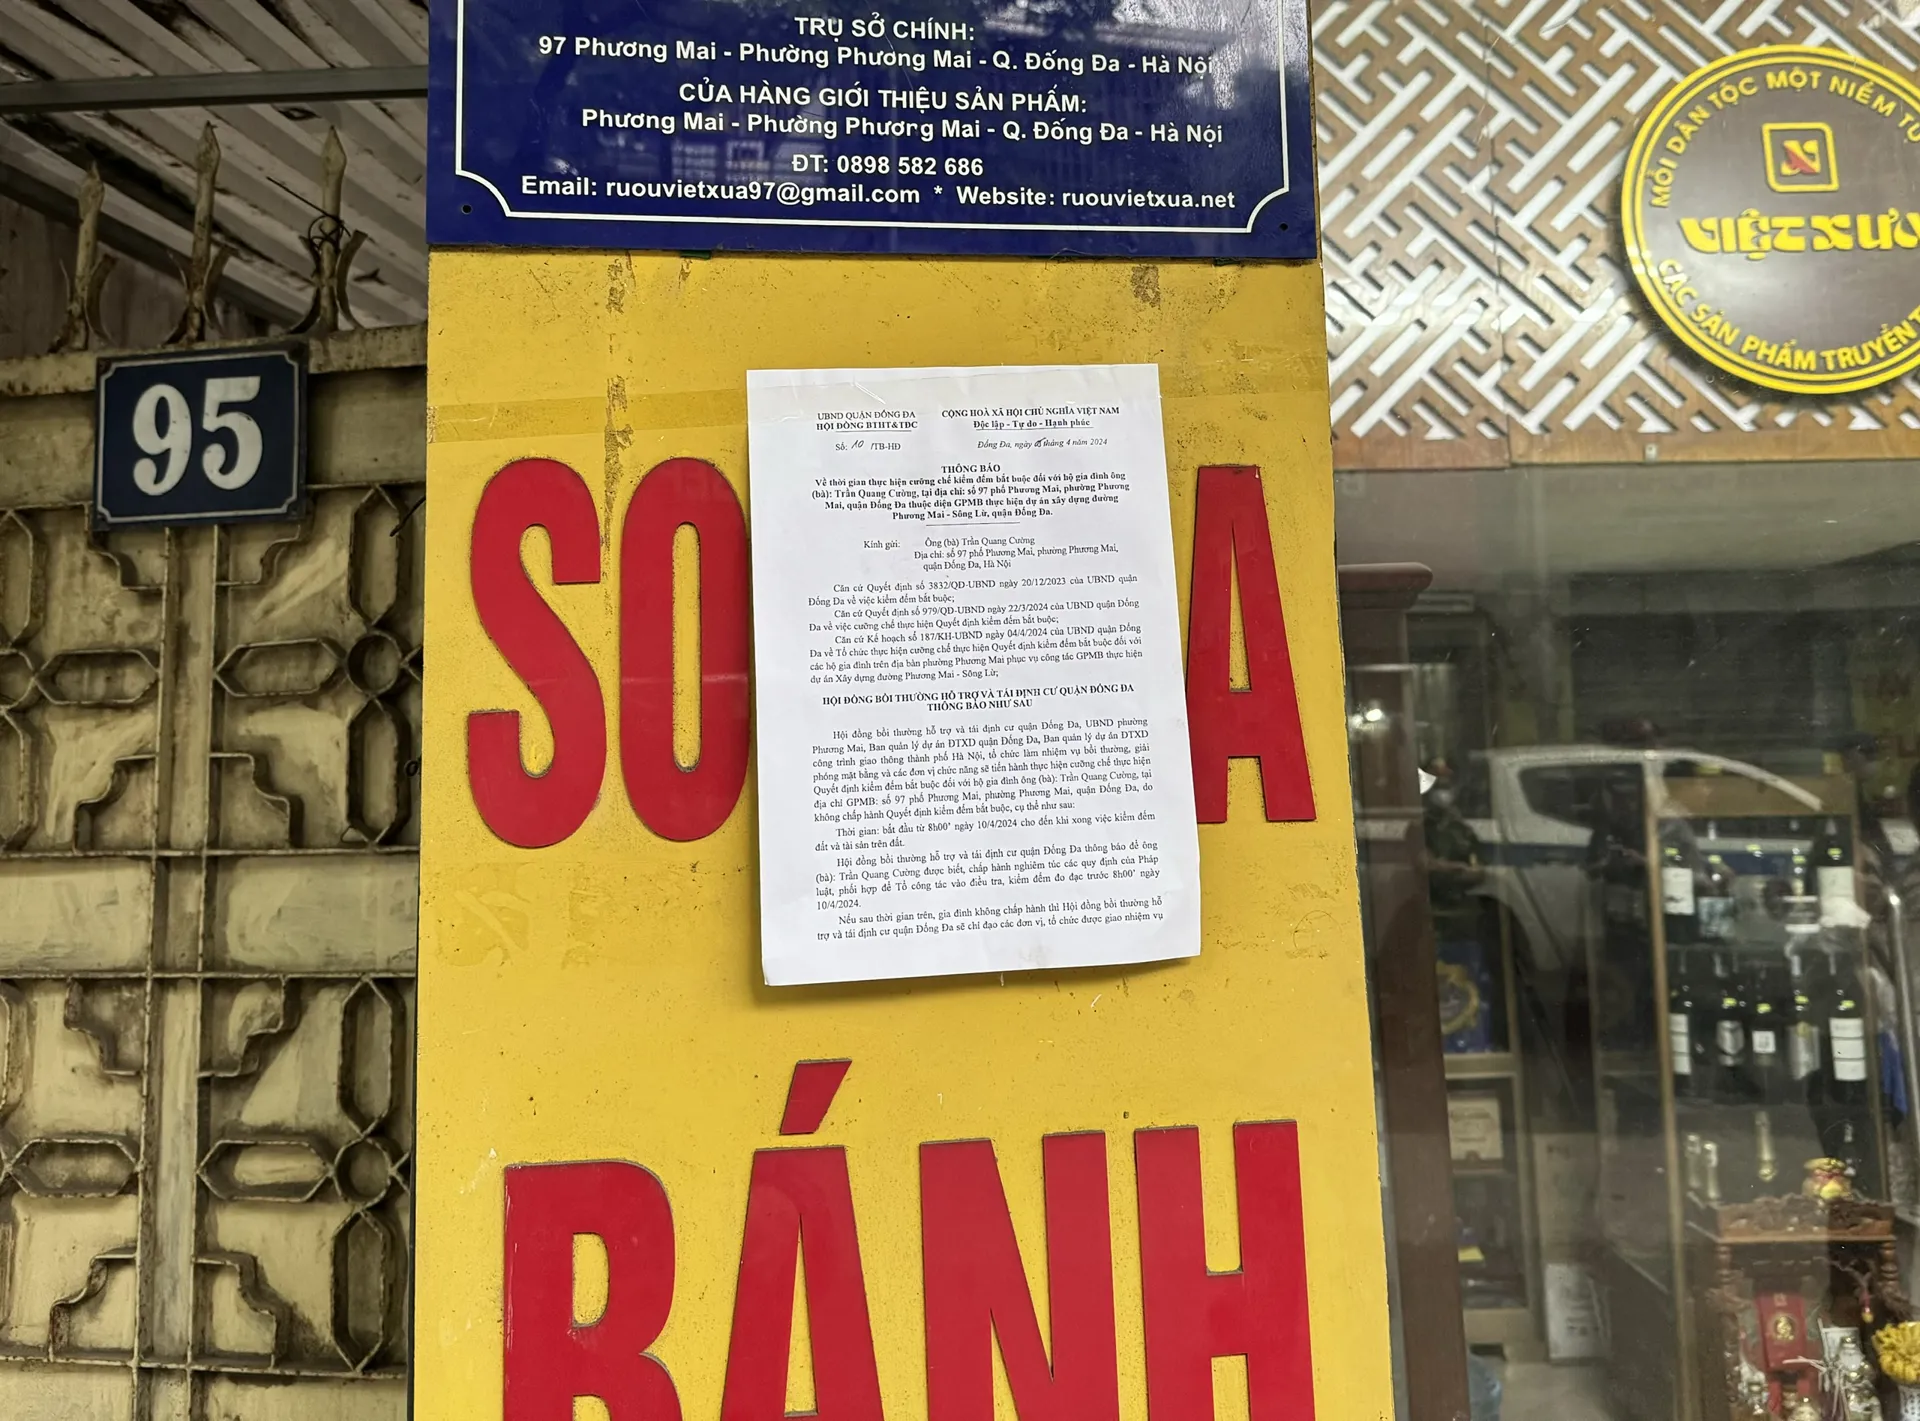 TRỤ SỞ CHÍNH:
97 Phương Mai - Phường Phương Mai - Q. Đống Đa - Hà Nội
CỦA HÀNG GIỚI THIỆU SẢN PHẨM:
Phương Mai - Phường Phương Mai - Q. Đống Đa - Hà Nội
ĐT: 0898 582 686
Email: ruouvietxua97@gmail.com * Website: ruouvietxua.net
95
MỖI DÂN TỘC MỘT NIỀM TỰ
VIỆT XƯA
CÁC SẢN PHẨM TRUYỀN
UBND QUẬN ĐỐNG ĐA
HỘI ĐỒNG BTHT&TĐC
Số: 10 /TB-HĐ
CỘNG HOÀ XÃ HỘI CHỦ NGHĨA VIỆT NAM
Độc lập - Tự do - Hạnh phúc
Đống Đa, ngày 05 tháng 4 năm 2024
THÔNG BÁO
Về thời gian thực hiện cưỡng chế kiểm đếm bắt buộc đối với hộ gia đình ông
(bà): Trần Quang Cường, tại địa chỉ: số 97 phố Phương Mai, phường Phương
Mai, quận Đống Đa thuộc diện GPMB thực hiện dự án xây dựng đường
Phương Mai - Sông Lừ, quận Đống Đa.
Kính gửi: Ông (bà) Trần Quang Cường
Địa chỉ: số 97 phố Phương Mai, phường Phương Mai,
quận Đống Đa, Hà Nội
Căn cứ Quyết định số 3832/QD-UBND ngày 20/12/2023 của UBND quận
Đống Đa về việc kiểm đếm bắt buộc;
Căn cứ Quyết định số 979/QD-UBND ngày 22/3/2024 của UBND quận Đống
Đa về việc cưỡng chế thực hiện Quyết định kiểm đếm bắt buộc;
Căn cứ Kế hoạch số 187/KH-UBND ngày 04/4/2024 của UBND quận Đống
Đa về Tổ chức thực hiện cưỡng chế thực hiện Quyết định kiểm đếm bắt buộc đối với
các hộ gia đình trên địa bàn phường Phương Mai phục vụ công tác GPMB thực hiện
dự án Xây dựng đường Phương Mai - Sông Lừ;
HỘI ĐỒNG BỒI THƯỜNG HỖ TRỢ VÀ TÁI ĐỊNH CƯ QUẬN ĐỐNG ĐA
THÔNG BÁO NHƯ SAU
Hội đồng bồi thường hỗ trợ và tái định cư quận Đống Đa, UBND phường
Phương Mai, Ban quản lý dự án ĐTXD quận Đống Đa, Ban quản lý dự án ĐTXD
công trình giao thông thành phố Hà Nội, tổ chức làm nhiệm vụ bồi thường, giải
phóng mặt bằng và các đơn vị chức năng sẽ tiến hành thực hiện cưỡng chế thực hiện
Quyết định kiểm đếm bắt buộc đối với hộ gia đình ông (bà): Trần Quang Cường, tại
địa chỉ GPMB: số 97 phố Phương Mai, phường Phương Mai, quận Đống Đa, do
không chấp hành Quyết định kiểm đếm bắt buộc, cụ thể như sau:
Thời gian: bắt đầu từ 8h00' ngày 10/4/2024 cho đến khi xong việc kiểm đếm
đất và tài sản trên đất.
Hội đồng bồi thường hỗ trợ và tái định cư quận Đống Đa thông báo để ông
(bà): Trần Quang Cường được biết, chấp hành nghiêm túc các quy định của Pháp
luật, phối hợp để Tổ công tác vào điều tra, kiểm đếm đo đạc trước 8h00' ngày
10/4/2024.
Nếu sau thời gian trên, gia đình không chấp hành thì Hội đồng bồi thường hỗ
trợ và tái định cư quận Đống Đa sẽ chỉ đạo các đơn vị, tổ chức được giao nhiệm vụ
SO A
BÁNH